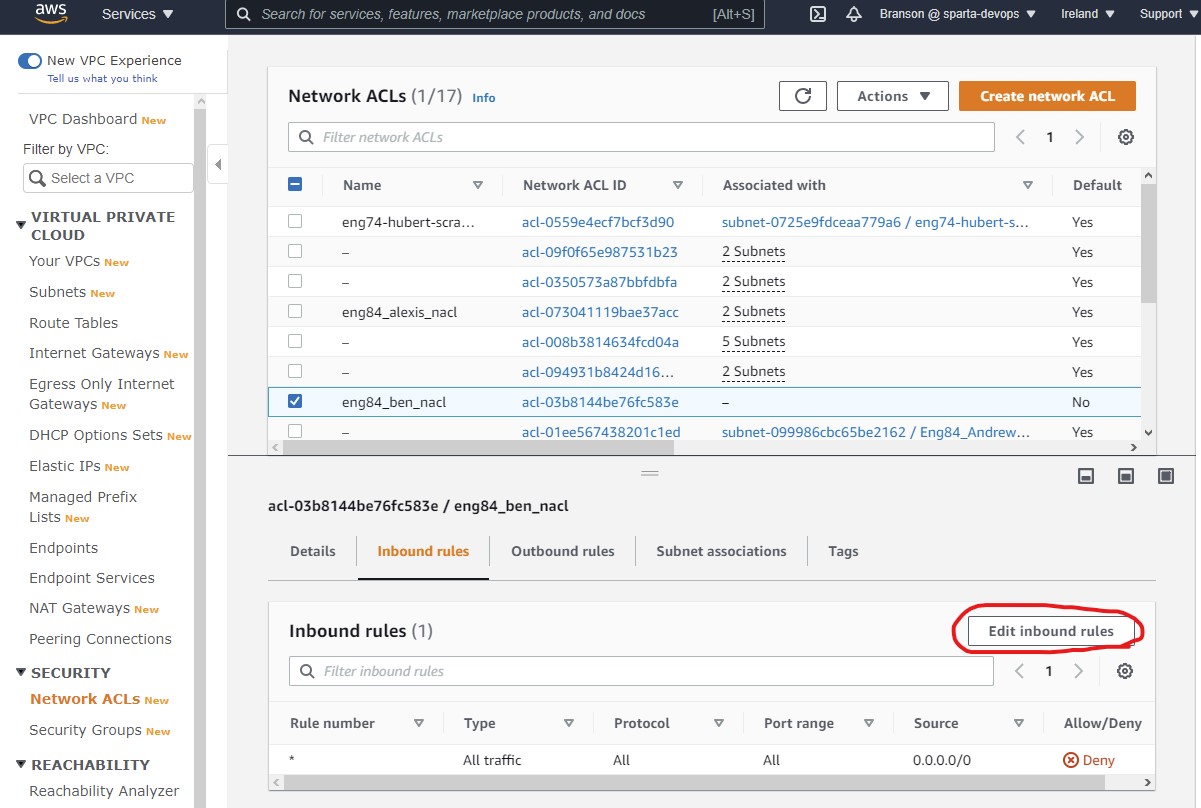 aws
Services
Search for services, features, marketplace products, and docs [Alt+S]
Branson @ sparta-devops
Ireland
Support
New VPC Experience
Tell us what you think
VPC Dashboard New
Filter by VPC:
Select a VPC
VIRTUAL PRIVATE
CLOUD
Your VPCs New
Subnets New
Route Tables
Internet Gateways New
Egress Only Internet
Gateways New
DHCP Options Sets New
Elastic IPs New
Managed Prefix
Lists New
Endpoints
Endpoint Services
NAT Gateways New
Peering Connections
SECURITY
Network ACLs New
Security Groups New
REACHABILITY
Reachability Analyzer
Network ACLs (1/17) Info
Actions
Create network ACL
Filter network ACLs
1
Name Network ACL ID Associated with Default
eng74-hubert-scra... acl-0559e4ecf7bcf3d90 subnet-0725e9fdceaa779a6 / eng74-hubert-s... Yes
– acl-09f0f65e987531b23 2 Subnets Yes
– acl-0350573a87bbfdbfa 2 Subnets Yes
eng84_alexis_nacl acl-073041119bae37acc 2 Subnets Yes
– acl-008b3814634fcd04a 5 Subnets Yes
– acl-094931b8424d16... 2 Subnets Yes
eng84_ben_nacl acl-03b8144be76fc583e – No
– acl-01ee567438201c1ed subnet-099986cbc65be2162 / Eng84_Andrew... Yes
acl-03b8144be76fc583e / eng84_ben_nacl
Details Inbound rules Outbound rules Subnet associations Tags
Inbound rules (1)
Edit inbound rules
Filter inbound rules
1
Rule number Type Protocol Port range Source Allow/Deny
* All traffic All All 0.0.0.0/0 Deny